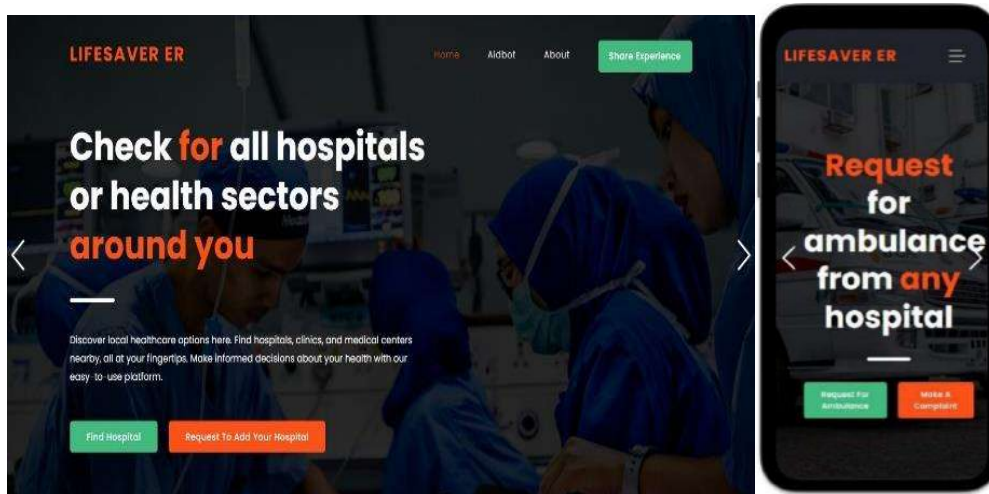 LIFESAVER ER
Home Aidbot About Share Experience
Check for all hospitals
or health sectors
around you
Discover local healthcare options here. Find hospitals, clinics, and medical centers
nearby, all at your fingertips. Make informed decisions about your health with our
easy-to-use platform.
Find Hospital Request To Add Your Hospital
LIFESAVER ER
Request
for
ambulance
from any
hospital
Request For
Ambulance
Make A
Complaint